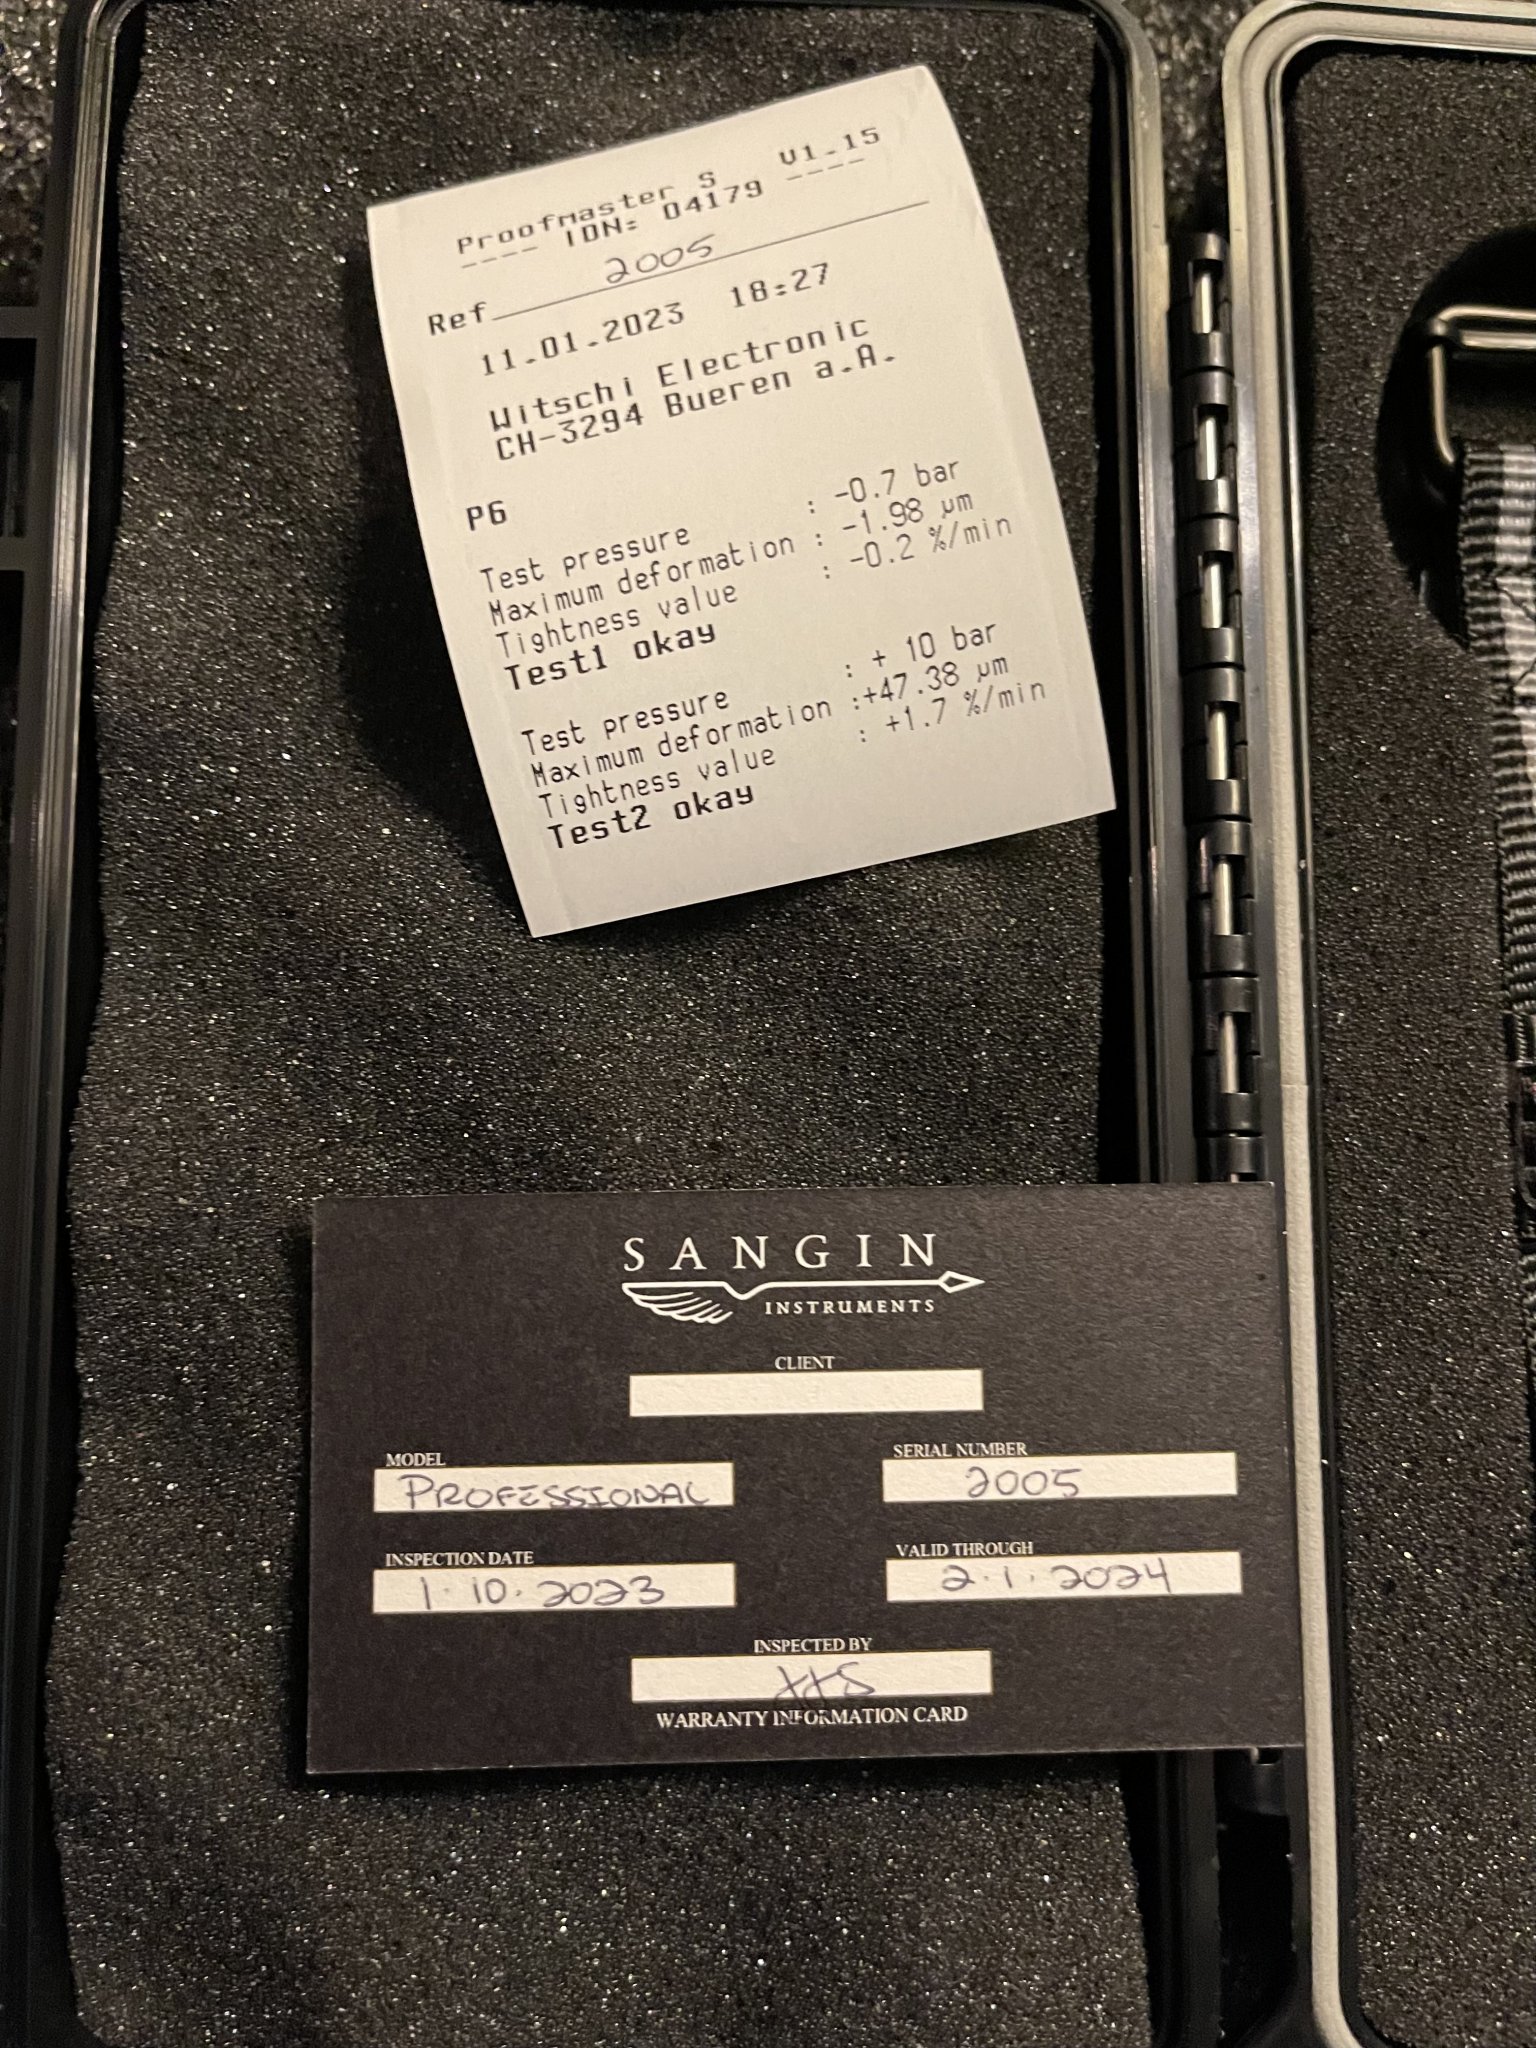 Proofmaster S V1.15
---- IDN: 04179 ----
Ref 2005
11.01.2023 18:27
Witschi Electronic
CH-3294 Bueren a.A.
P6
Test pressure : -0.7 bar
Maximum deformation : -1.98 µm
Tightness value : -0.2 %/min
Test1 okay
Test pressure : + 10 bar
Maximum deformation :+47.38 µm
Tightness value : +1.7 %/min
Test2 okay
SANGIN
INSTRUMENTS
CLIENT
MODEL
PROFESSIONAL
SERIAL NUMBER
2005
INSPECTION DATE
1.10.2023
VALID THROUGH
2.1.2024
INSPECTED BY
WARRANTY INFORMATION CARD